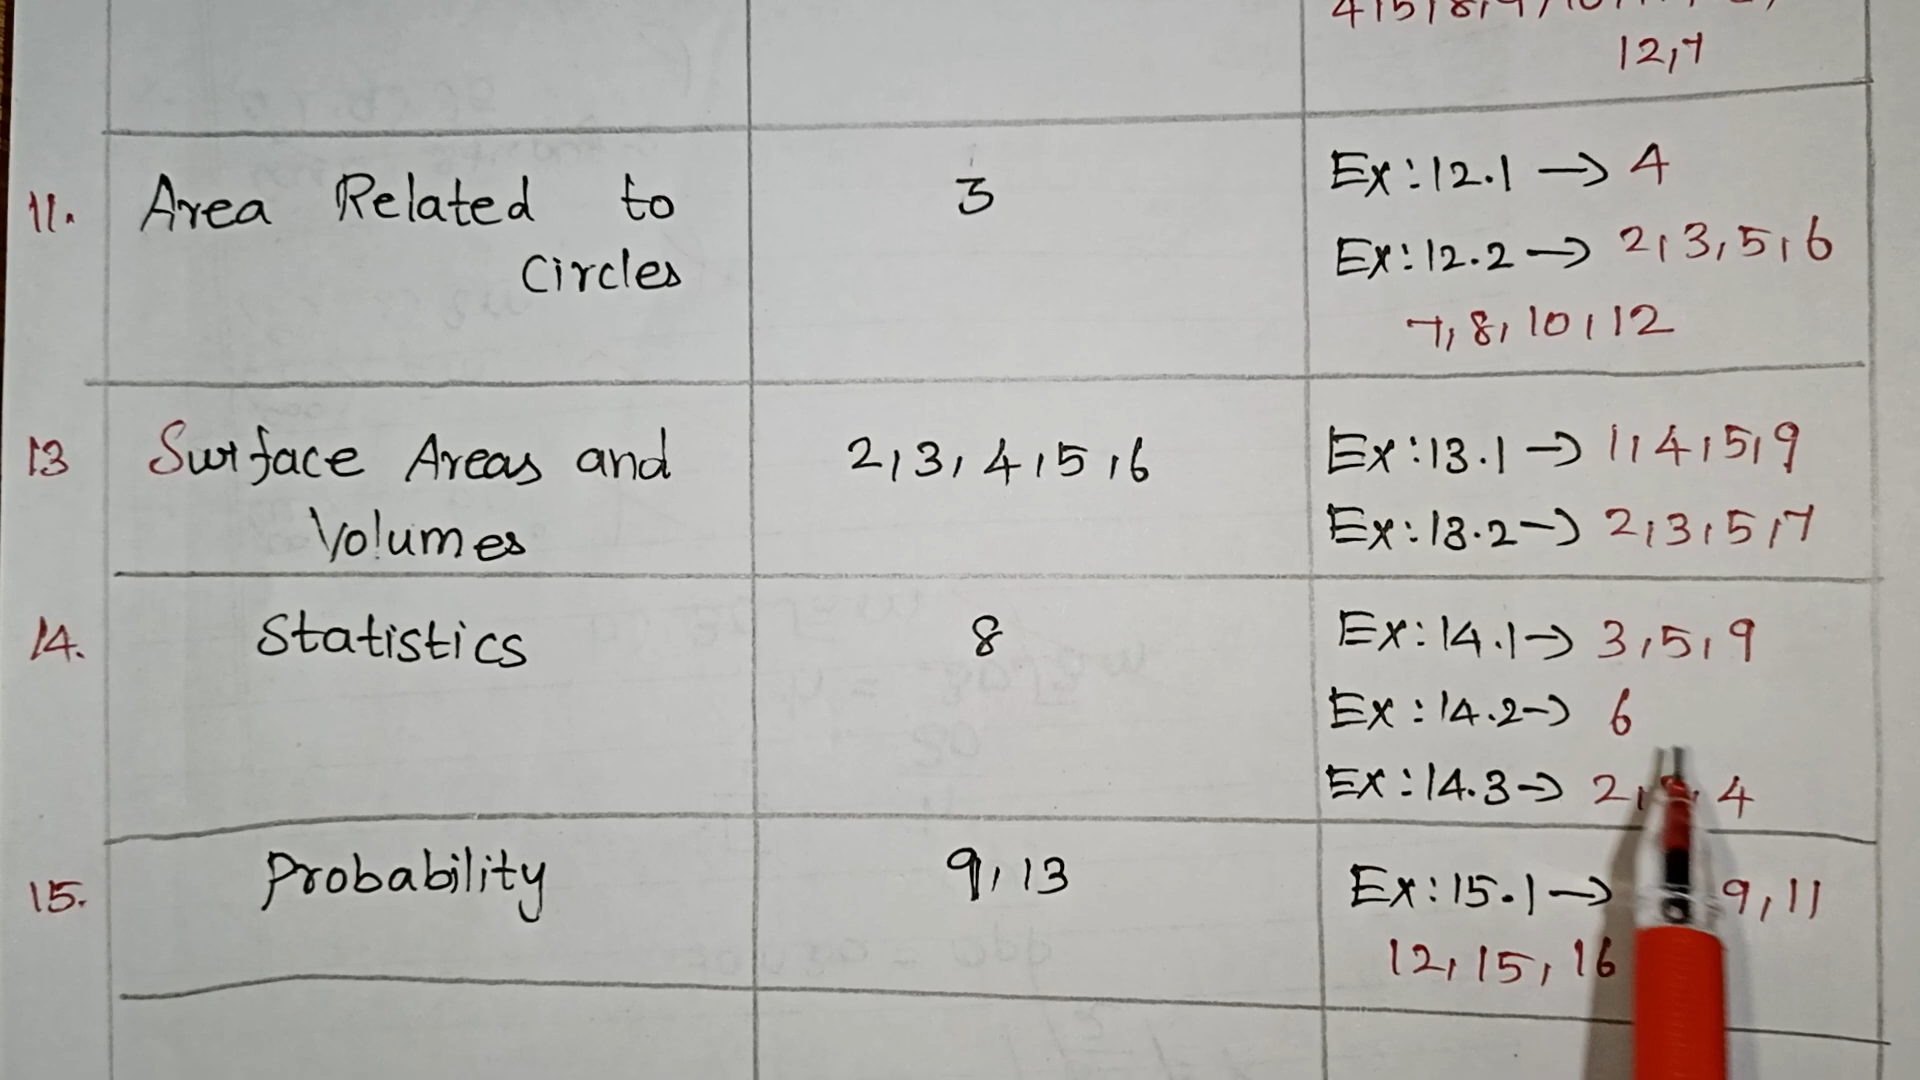 12,7
11. Area Related to Circles
3
Ex:12.1 → 4
Ex:12.2 → 2,3,5,6
7,8,10,12
13 Surface Areas and Volumes
2,3,4,5,6
Ex:13.1 → 1,4,5,9
Ex:13.2 → 2,3,5,7
14. Statistics
8
Ex:14.1 → 3,5,9
Ex:14.2 → 6
Ex:14.3 → 2, 4
15. Probability
9,13
Ex:15.1 → 9,11
12,15,16